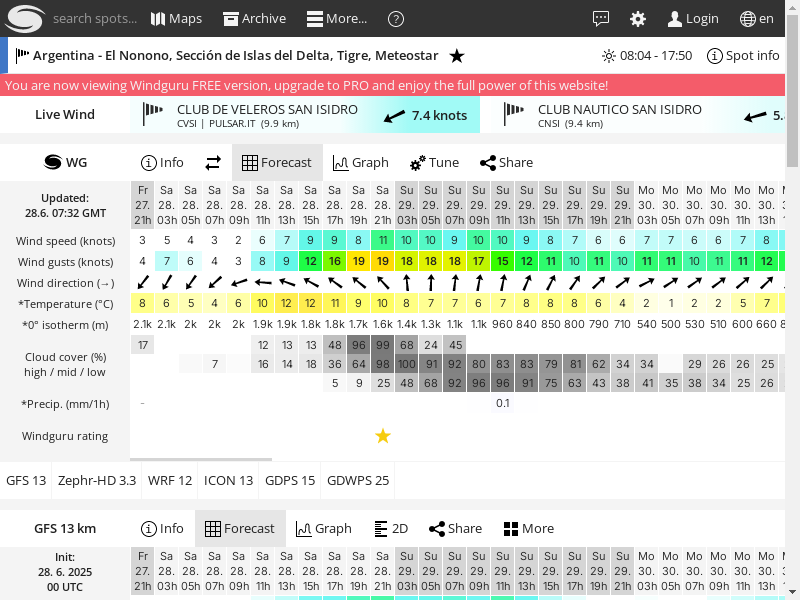 search spots... Maps Archive More... ? Login en
Argentina - El Nonono, Sección de Islas del Delta, Tigre, Meteostar ★ 08:04 - 17:50 Spot info
You are now viewing Windguru FREE version, upgrade to PRO and enjoy the full power of this website!
Live Wind CLUB DE VELEROS SAN ISIDRO 7.4 knots CLUB NAUTICO SAN ISIDRO 5.
CVSI | PULSAR.IT (9.9 km) CNSI (9.4 km)
WG Info Forecast Graph Tune Share
Updated:
28.6. 07:32 GMT
Fr Sa Sa Sa Sa Sa Sa Sa Sa Sa Sa Su Su Su Su Su Su Su Su Su Su Mo Mo Mo Mo Mo Mo
27. 28. 28. 28. 28. 28. 28. 28. 28. 28. 28. 29. 29. 29. 29. 29. 29. 29. 29. 29. 29. 30. 30. 30. 30. 30. 30.
21h 03h 05h 07h 09h 11h 13h 15h 17h 19h 21h 03h 05h 07h 09h 11h 13h 15h 17h 19h 21h 03h 05h 07h 09h 11h 13h
Wind speed (knots) 3 5 4 3 2 6 7 9 9 8 11 10 10 9 10 10 9 8 7 6 6 7 7 6 6 7 8
Wind gusts (knots) 4 7 6 4 3 8 9 12 16 19 19 18 18 18 17 15 12 11 10 11 10 11 10 10 11 11 12
Wind direction (→)
*Temperature (°C) 8 6 5 4 6 10 12 12 11 9 10 8 7 7 6 7 8 8 8 6 4 2 1 2 2 5 7
*0° isotherm (m) 2.1k 2.1k 2k 2k 2k 1.9k 1.9k 1.8k 1.8k 1.7k 1.6k 1.4k 1.3k 1.1k 1.1k 960 840 850 800 790 710 540 500 530 510 600 660
Cloud cover (%)
high / mid / low
17 12 13 13 48 96 99 68 24 45
7 16 14 18 36 64 98 100 91 92 80 83 83 79 81 62 34 34 29 26 26 25
5 9 25 48 68 92 96 96 91 75 63 43 38 41 35 38 34 25 26
*Precip. (mm/1h) - 0.1
Windguru rating ★
GFS 13 Zephr-HD 3.3 WRF 12 ICON 13 GDPS 15 GDWPS 25
GFS 13 km Info Forecast Graph 2D Share More
Init:
28. 6. 2025
00 UTC
Fr Sa Sa Sa Sa Sa Sa Sa Sa Sa Sa Su Su Su Su Su Su Su Su Su Su Mo Mo Mo Mo Mo Mo
27. 28. 28. 28. 28. 28. 28. 28. 28. 28. 28. 29. 29. 29. 29. 29. 29. 29. 29. 29. 29. 30. 30. 30. 30. 30. 30.
21h 03h 05h 07h 09h 11h 13h 15h 17h 19h 21h 03h 05h 07h 09h 11h 13h 15h 17h 19h 21h 03h 05h 07h 09h 11h 13h